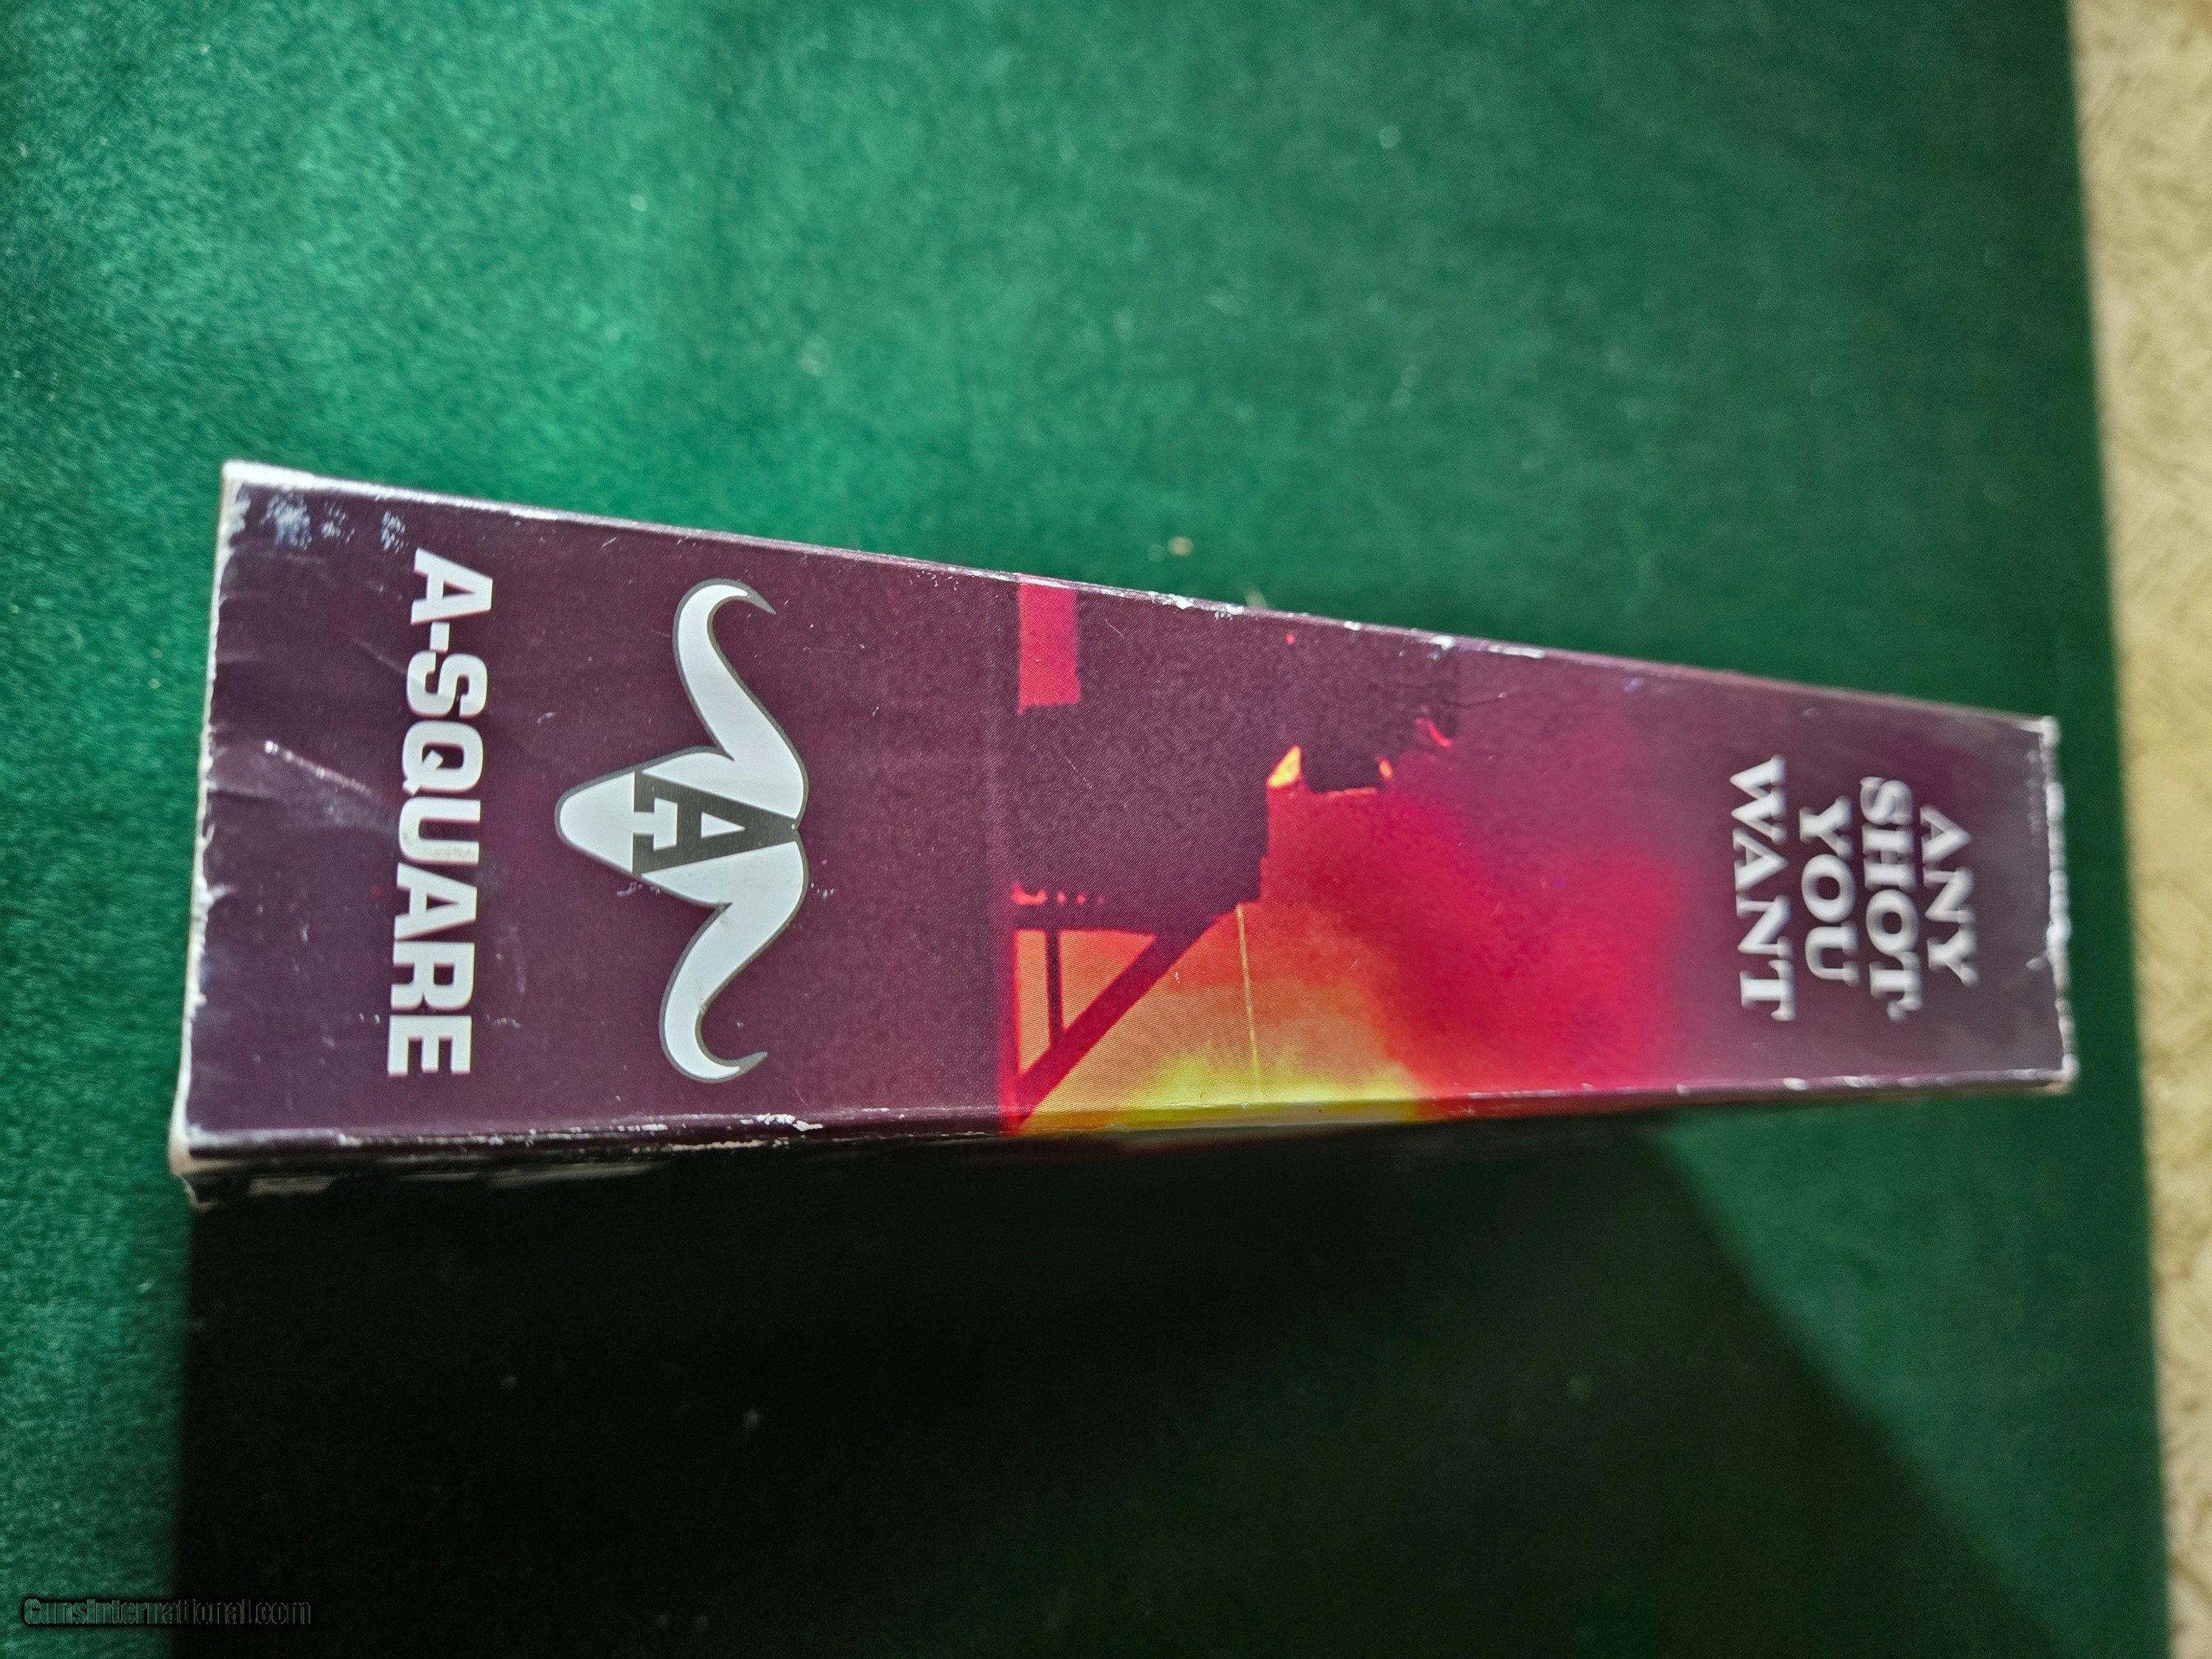 ANY
SHOT
YOU
WANT
A
A-SQUARE
GunsInternational.com